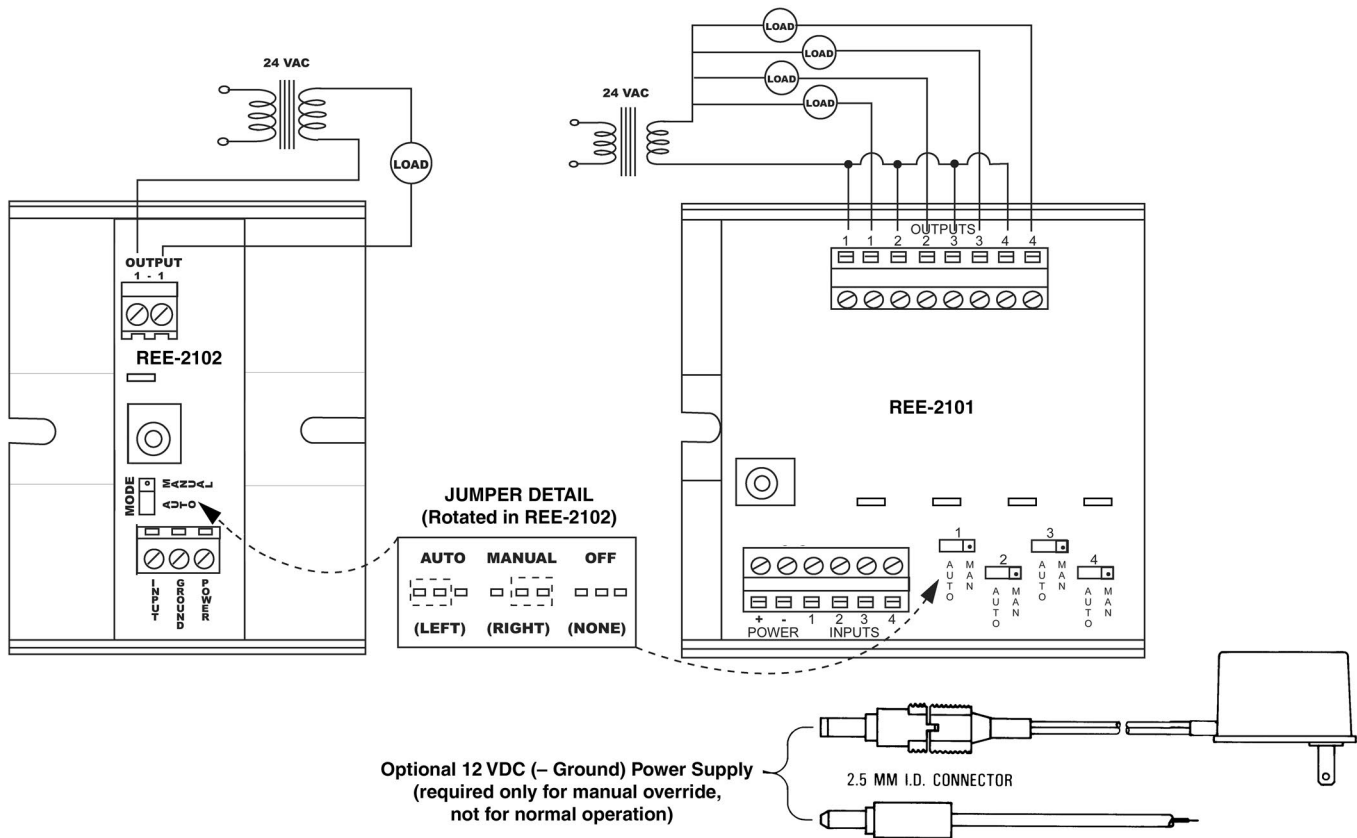 24 VAC
LOAD
OUTPUT
1 - 1
REE-2102
MODE
MANUAL
AUTO
INPUT
GROUND
POWER
24 VAC
LOAD
LOAD
LOAD
LOAD
OUTPUTS
1 1 2 2 3 3 4 4
REE-2101
1
AUTO
MAN
2
AUTO
MAN
3
AUTO
MAN
4
AUTO
MAN
+ - 1 2 3 4
POWER INPUTS
JUMPER DETAIL
(Rotated in REE-2102)
AUTO MANUAL OFF
(LEFT) (RIGHT) (NONE)
Optional 12 VDC (– Ground) Power Supply
(required only for manual override,
not for normal operation)
2.5 MM I.D. CONNECTOR